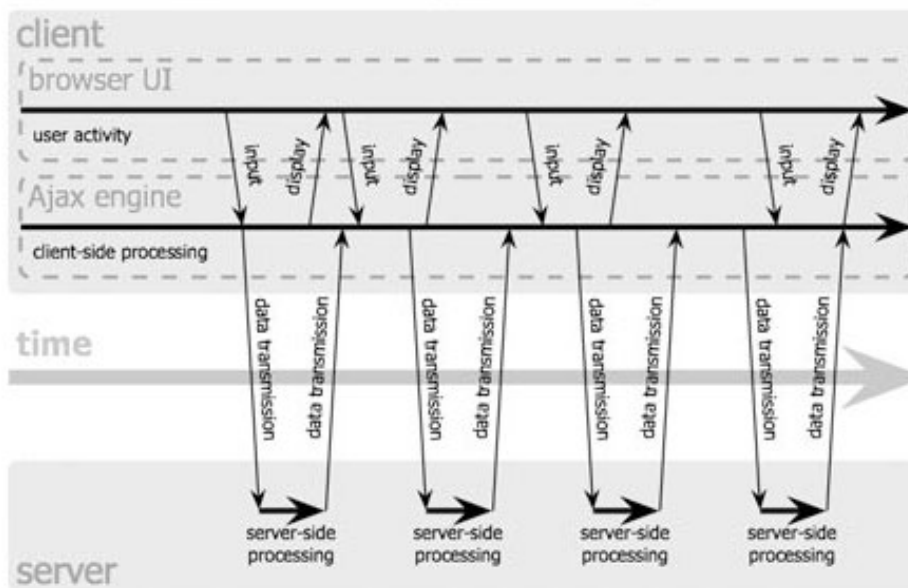 client
browser UI
user activity
input
display
input
display
input
display
input
display
Ajax engine
client-side processing
data transmission
data transmission
data transmission
data transmission
data transmission
data transmission
data transmission
data transmission
time
server-side
processing
server-side
processing
server-side
processing
server-side
processing
server